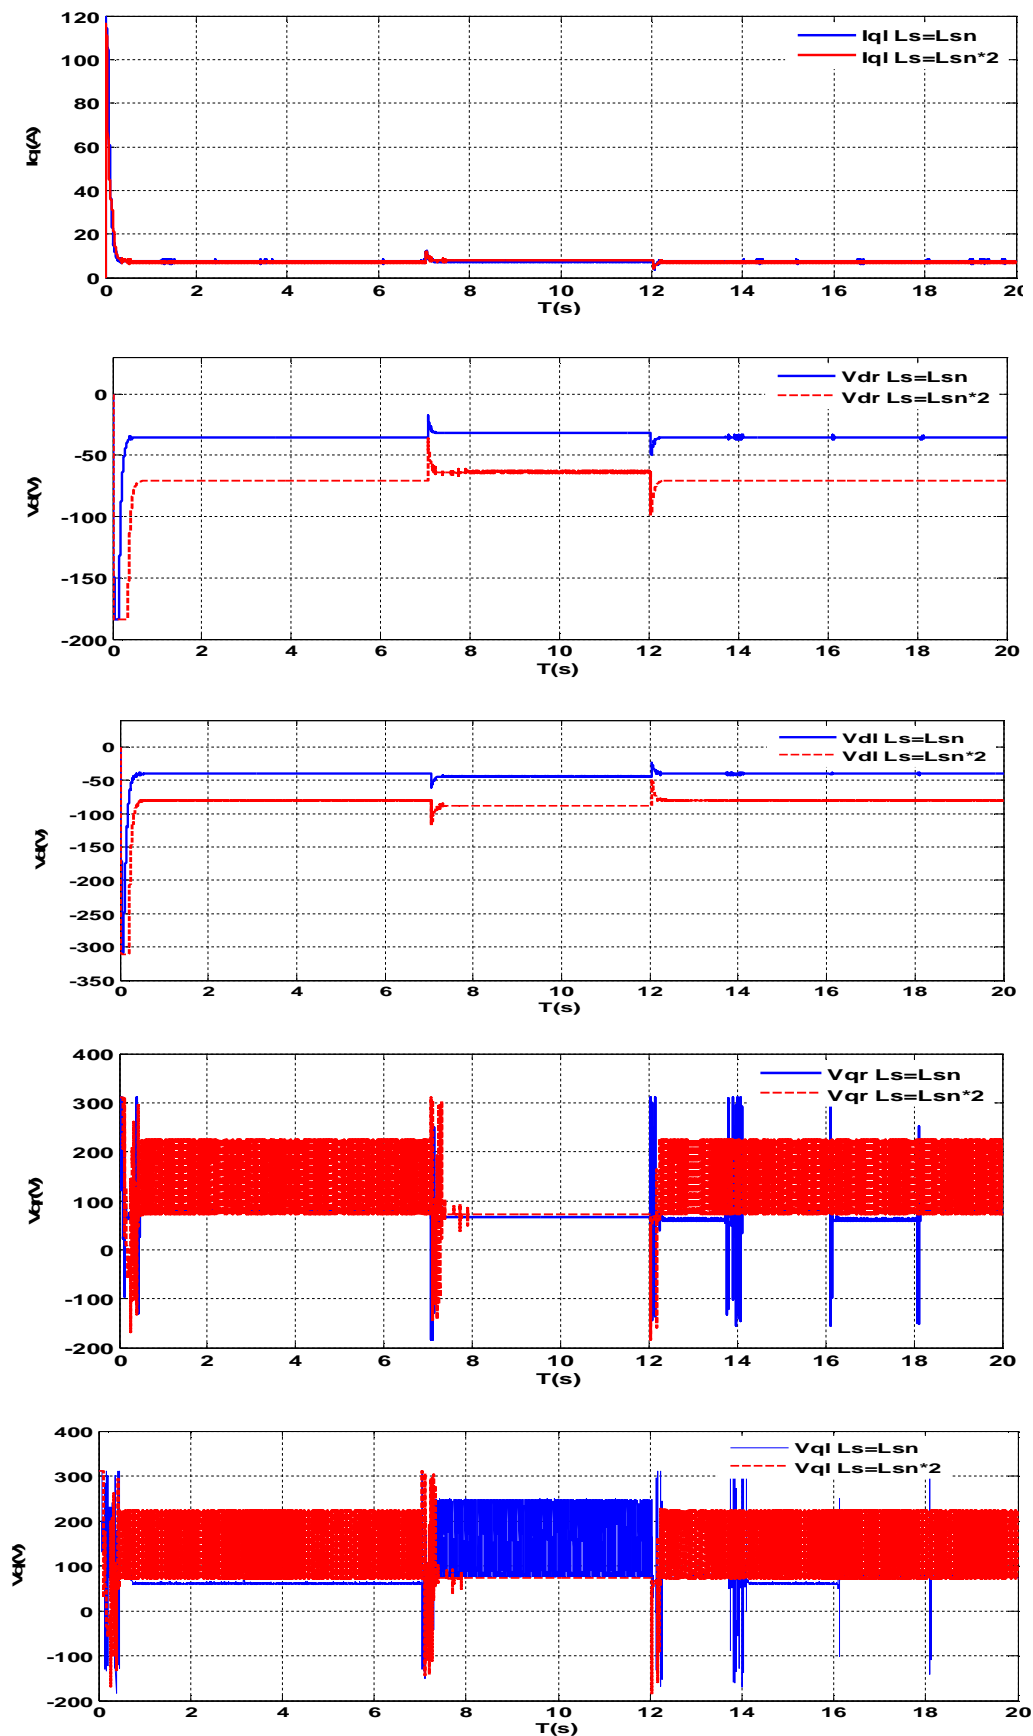 120
100
80
60
40
20
0
Iq(A)
Iql Ls=Lsn
Iql Ls=Lsn*2
0 2 4 6 8 10 12 14 16 18 20
T(s)
0
-50
-100
-150
-200
Vd(V)
Vdr Ls=Lsn
Vdr Ls=Lsn*2
0 2 4 6 8 10 12 14 16 18 20
T(s)
0
-50
-100
-150
-200
-250
-300
-350
Vd(V)
Vdl Ls=Lsn
Vdl Ls=Lsn*2
0 2 4 6 8 10 12 14 16 18 20
T(s)
400
300
200
100
0
-100
-200
Vqr(V)
Vqr Ls=Lsn
Vqr Ls=Lsn*2
0 2 4 6 8 10 12 14 16 18 20
T(s)
400
300
200
100
0
-100
-200
Vq(V)
Vql Ls=Lsn
Vql Ls=Lsn*2
0 2 4 6 8 10 12 14 16 18 20
T(s)